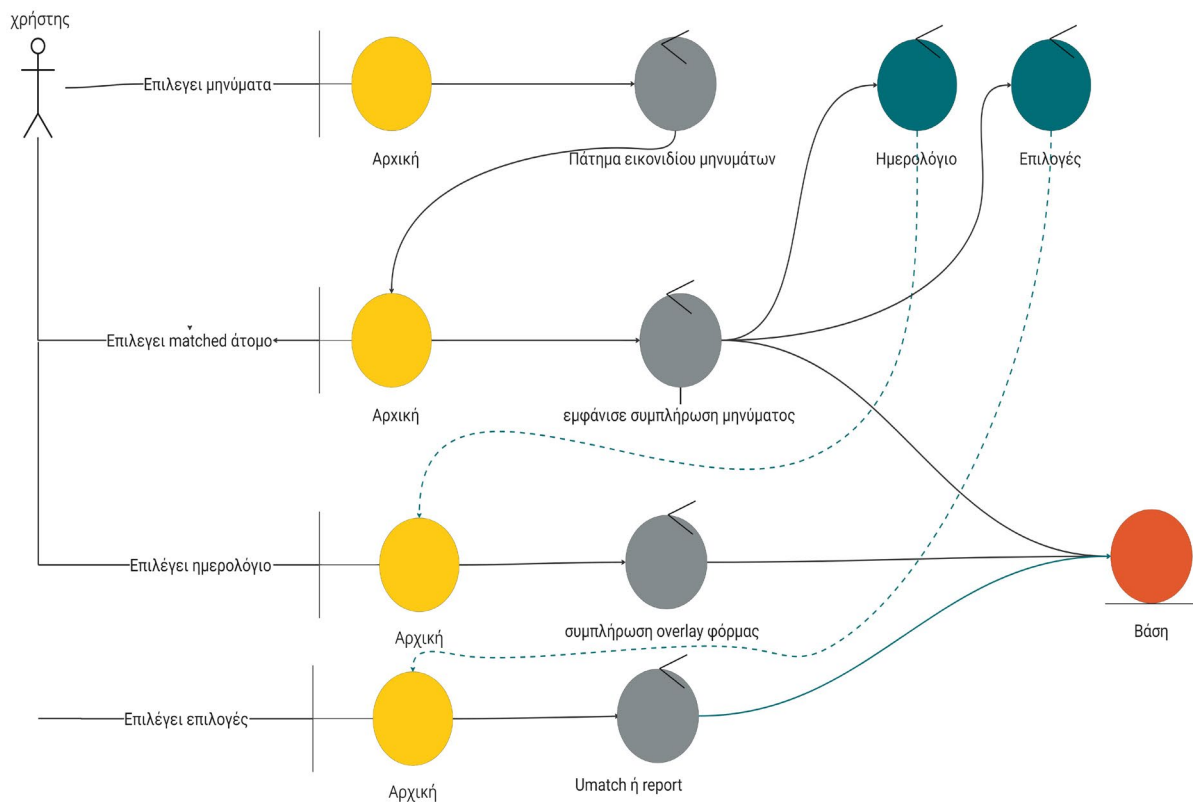 χρήστης
Επιλεγει μηνύματα
Αρχική
Πάτημα εικονιδίου μηνυμάτων
Ημερολόγιο
Επιλογές
Επιλεγει matched άτομο
Αρχική
εμφάνισε συμπλήρωση μηνύματος
Επιλέγει ημερολόγιο
Αρχική
συμπλήρωση overlay φόρμας
Βάση
Επιλέγει επιλογές
Αρχική
Umatch ή report